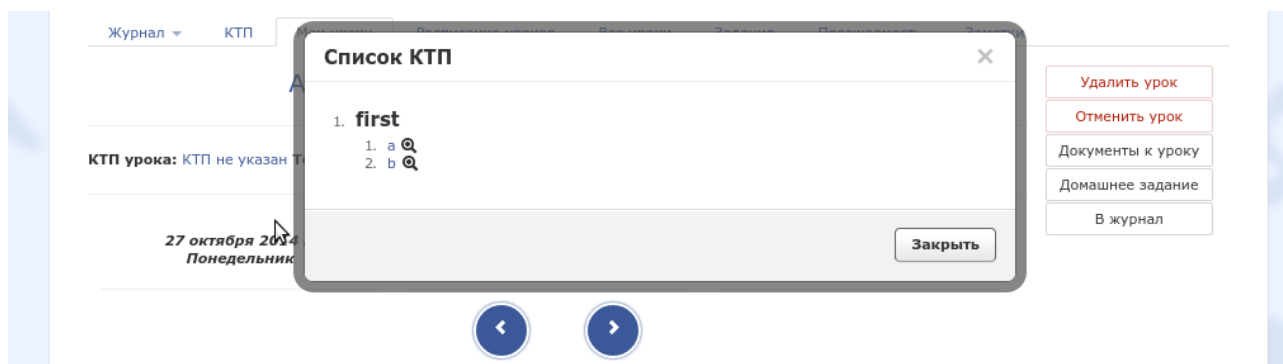 Журнал КТП
Список КТП
×
А
1. first
1. a
2. b
КТП урока: КТП не указан
27 октября
Понедельник
Закрыть
Удалить урок
Отменить урок
Документы к уроку
Домашнее задание
В журнал